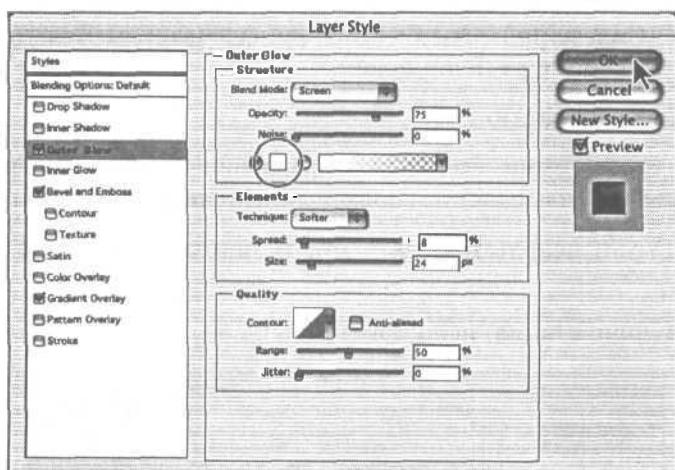 Layer Style
Styles
Blending Options: Default
Drop Shadow
Inner Shadow
Outer Glow
Inner Glow
Bevel and Emboss
Contour
Texture
Satin
Color Overlay
Gradient Overlay
Pattern Overlay
Stroke
Outer Glow
Structure
Blend Mode: Screen
Opacity: 75 %
Noise: 0 %
Elements
Technique: Softer
Spread: 8 %
Size: 24 px
Quality
Contour: Anti-aliased
Range: 50 %
Jitter: 0 %
OK
Cancel
New Style...
Preview